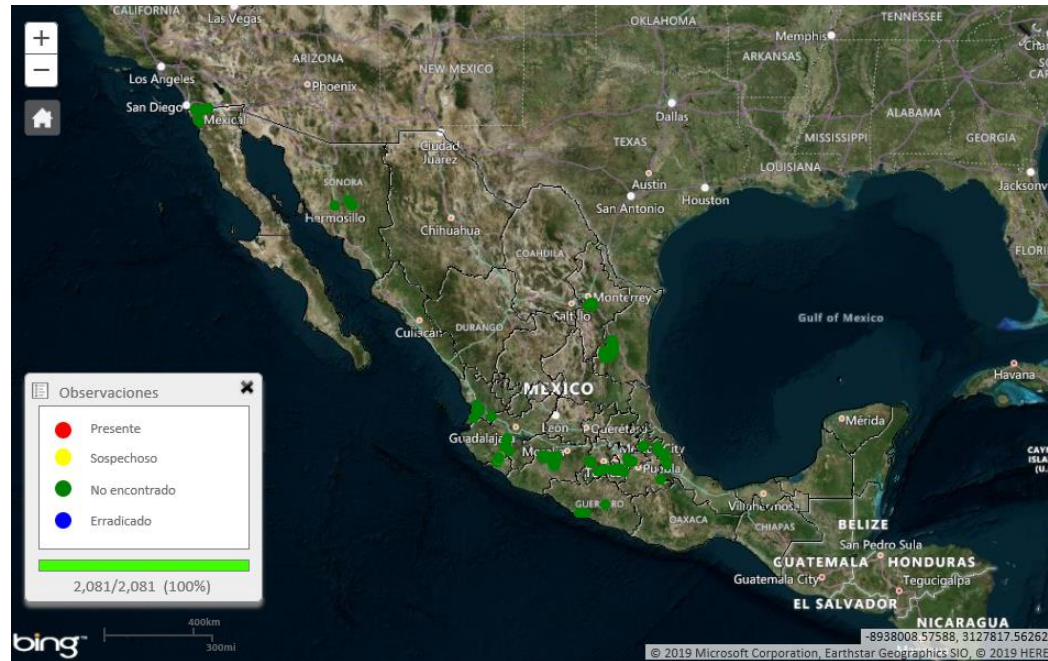 CALIFORNIA
Las Vegas
OKLAHOMA
TENNESSEE
Memphis
+
−
Los Angeles
ARIZONA
Phoenix
NEW MEXICO
ARKANSAS
San Diego
Mexicali
Dallas
ALABAMA
MISSISSIPPI
GEORGIA
TEXAS
Ciudad
Juárez
LOUISIANA
Austin
San Antonio
Houston
SONORA
Hermosillo
Chihuahua
COAHUILA
Monterrey
Saltillo
Gulf of Mexico
Culiacán
DURANGO
Havana
MÉXICO
Observaciones
Presente
Sospechoso
No encontrado
Erradicado
2,081/2,081 (100%)
León
Querétaro
Mérida
Guadalajara
Puebla
GUERRERO
OAXACA
Villahermosa
CHIAPAS
BELIZE
San Pedro Sula
GUATEMALA
HONDURAS
Guatemala City
Tegucigalpa
EL SALVADOR
NICARAGUA
bing
400km
300mi
-8938008.57588, 3127817.56262
© 2019 Microsoft Corporation, Earthstar Geographics SIO, © 2019 HERE